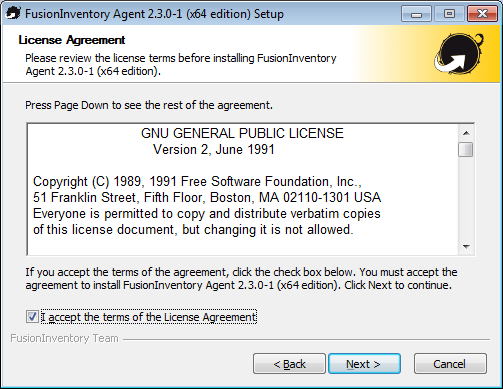 FusionInventory Agent 2.3.0-1 (x64 edition) Setup
License Agreement
Please review the license terms before installing FusionInventory
Agent 2.3.0-1 (x64 edition).
Press Page Down to see the rest of the agreement.
GNU GENERAL PUBLIC LICENSE
Version 2, June 1991
Copyright (C) 1989, 1991 Free Software Foundation, Inc.,
51 Franklin Street, Fifth Floor, Boston, MA 02110-1301 USA
Everyone is permitted to copy and distribute verbatim copies
of this license document, but changing it is not allowed.
If you accept the terms of the agreement, click the check box below. You must accept the
agreement to install FusionInventory Agent 2.3.0-1 (x64 edition). Click Next to continue.
I accept the terms of the License Agreement
FusionInventory Team
< Back
Next >
Cancel